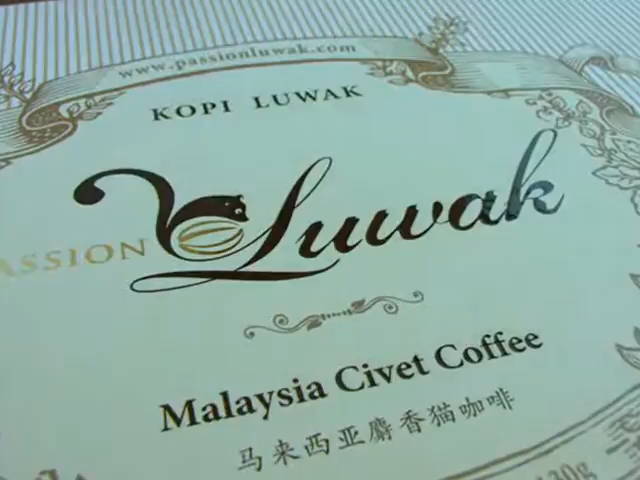 www.passionluwak.com
KOPI LUWAK
PASSION Luwak
Malaysia Civet Coffee
马来西亚麝香猫咖啡